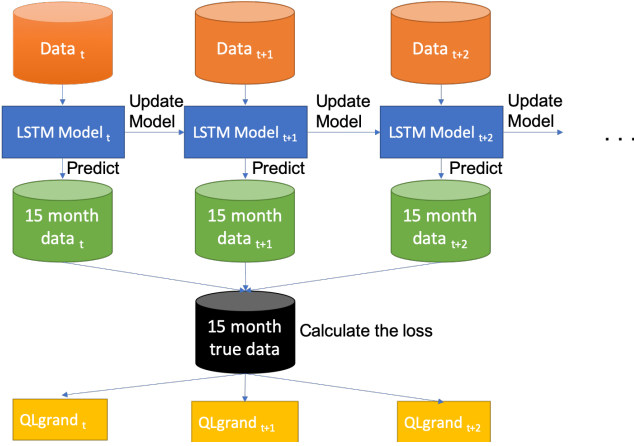 Data t
Data t+1
Data t+2
Update
Model
Update
Model
Update
Model
LSTM Model t
LSTM Model t+1
LSTM Model t+2
. . .
Predict
Predict
Predict
15 month
data t
15 month
data t+1
15 month
data t+2
15 month
true data
Calculate the loss
QLgrand t
QLgrand t+1
QLgrand t+2